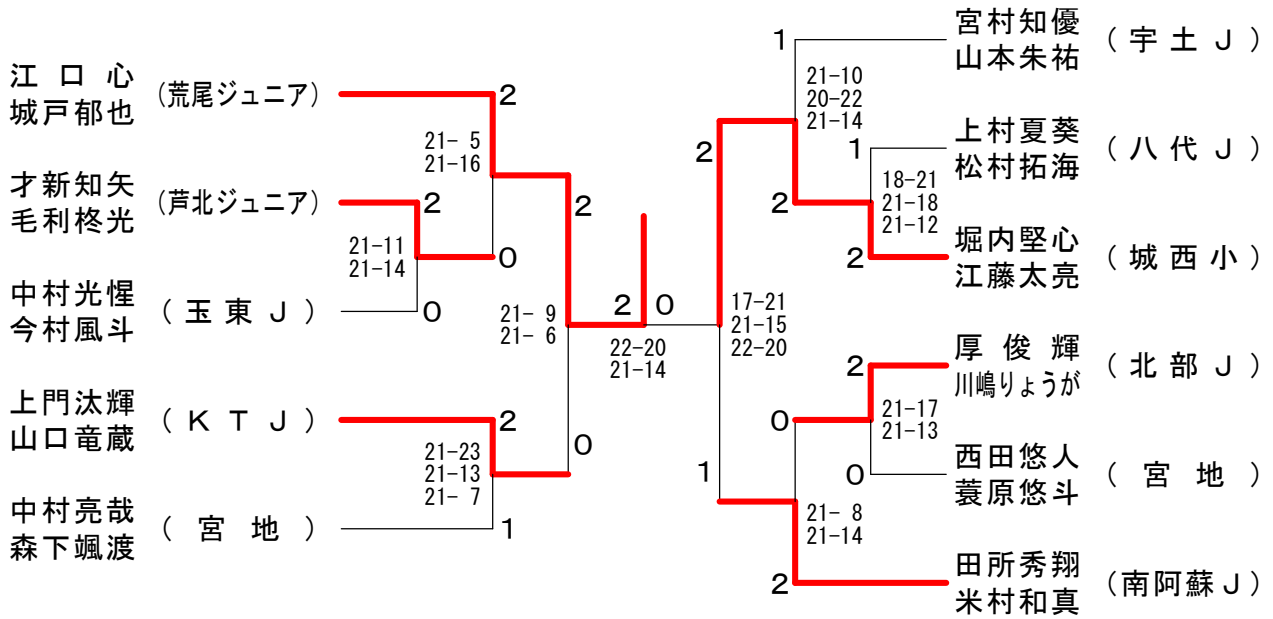 江口心
城戸郁也
(荒尾ジュニア)
2
21- 5
21-16
才新知矢
毛利柊光
(芦北ジュニア)
2
0
21-11
21-14
中村光惺
今村風斗
(玉東J)
0
2
21- 9
21- 6
上門汰輝
山口竜蔵
(KTJ)
2
0
21-23
21-13
21- 7
中村亮哉
森下颯渡
(宮地)
1
2
0
22-20
21-14
宮村知優
山本朱祐
(宇土J)
1
21-10
20-22
21-14
上村夏葵
松村拓海
(八代J)
1
2
2
18-21
21-18
21-12
堀内堅心
江藤太亮
(城西小)
2
17-21
21-15
22-20
厚俊輝
川嶋りょうが
(北部J)
2
0
21-17
21-13
西田悠人
蓑原悠斗
(宮地)
0
1
21- 8
21-14
田所秀翔
米村和真
(南阿蘇J)
2